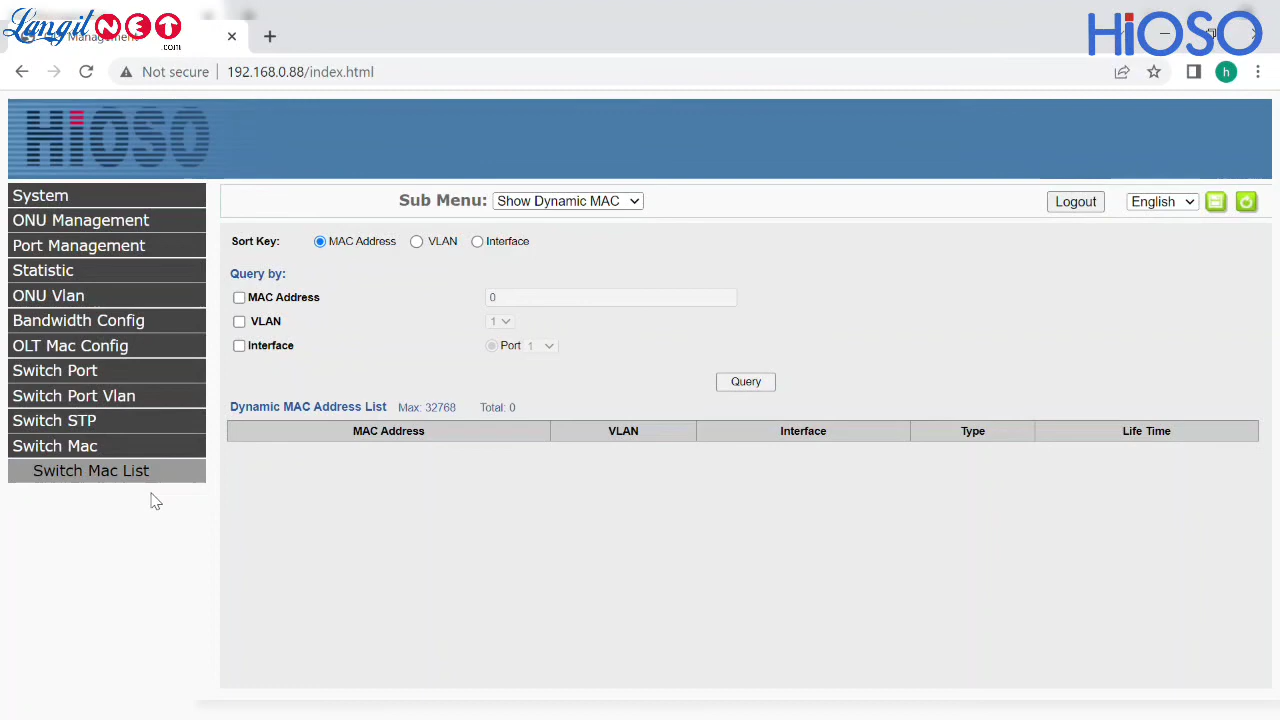 LangitNET
.com
HiOSO
Not secure
192.168.0.88/index.html
h
HiOSO
System
ONU Management
Port Management
Statistic
ONU Vlan
Bandwidth Config
OLT Mac Config
Switch Port
Switch Port Vlan
Switch STP
Switch Mac
Switch Mac List
Sub Menu: Show Dynamic MAC
Logout
English
Sort Key: MAC Address VLAN Interface
Query by:
MAC Address 0
VLAN 1
Interface Port 1
Query
Dynamic MAC Address List Max: 32768 Total: 0
MAC Address VLAN Interface Type Life Time